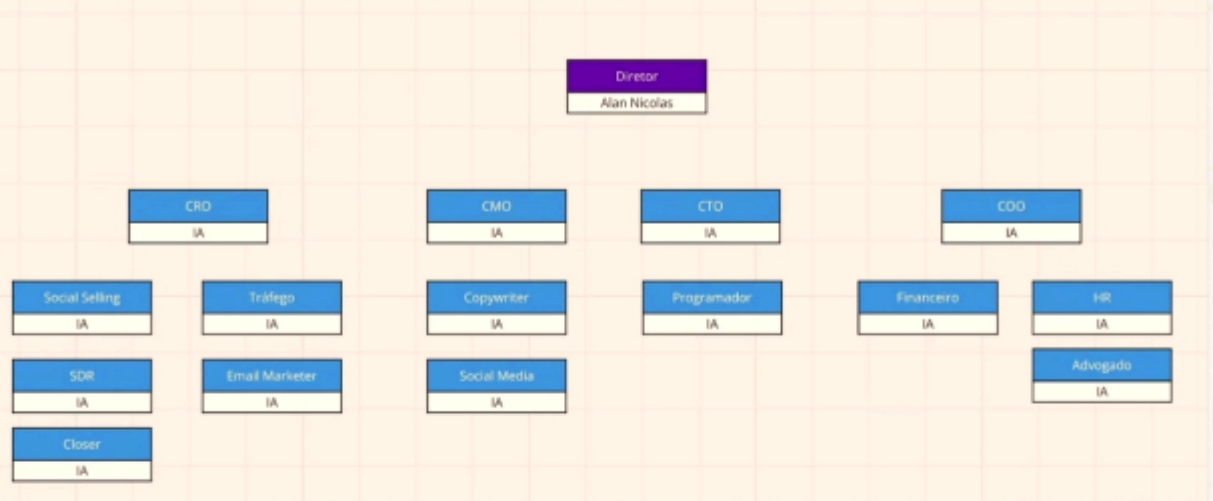 Diretor
Alan Nicolas
CRO
IA
CMO
IA
CTO
IA
COO
IA
Social Selling
IA
Tráfego
IA
Copywriter
IA
Programador
IA
Financeiro
IA
HR
IA
SDR
IA
Email Marketer
IA
Social Media
IA
Advogado
IA
Closer
IA